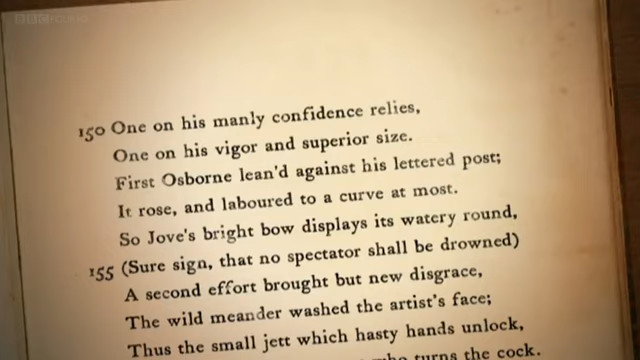 BBC FOUR
150 One on his manly confidence relies,
One on his vigor and superior size.
First Osborne lean'd against his lettered post;
It rose, and laboured to a curve at most.
So Jove's bright bow displays its watery round,
155 (Sure sign, that no spectator shall be drowned)
A second effort brought but new disgrace,
The wild meander washed the artist's face;
Thus the small jett which hasty hands unlock,
who turns the cock.